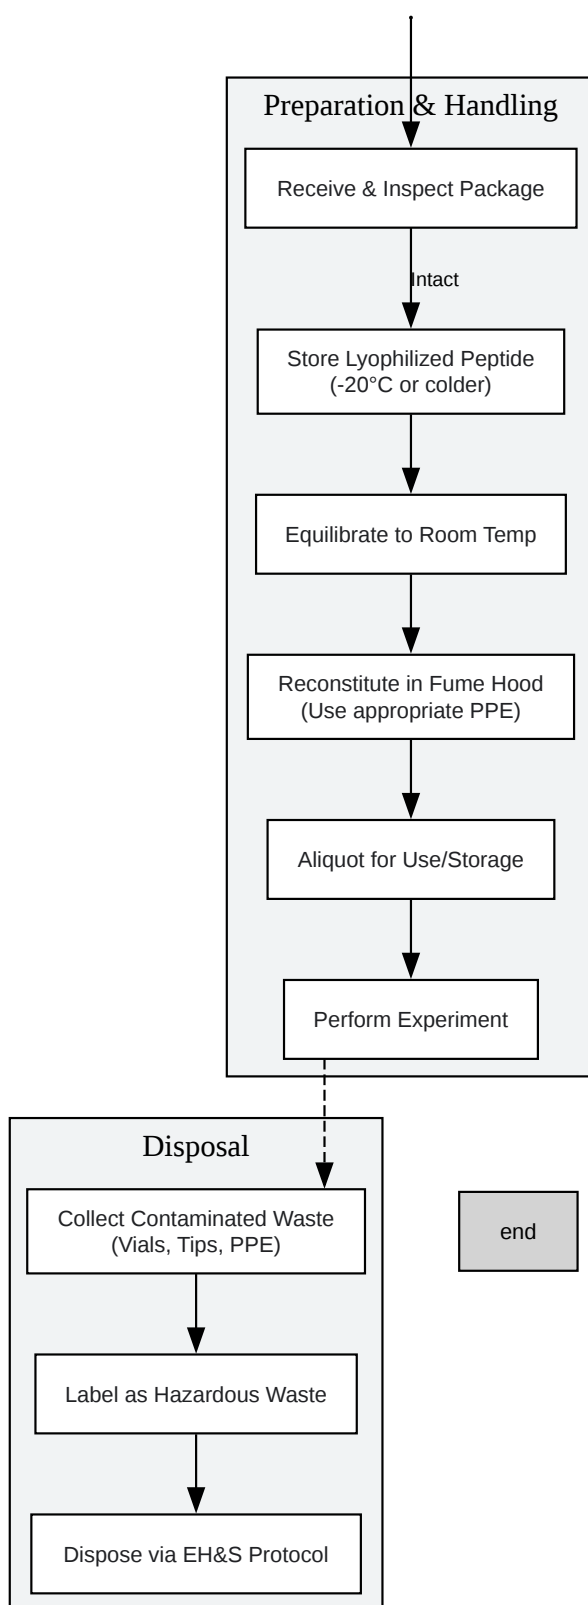 Preparation & Handling
Receive & Inspect Package
Intact
Store Lyophilized Peptide
(-20°C or colder)
Equilibrate to Room Temp
Reconstitute in Fume Hood
(Use appropriate PPE)
Aliquot for Use/Storage
Perform Experiment
Disposal
Collect Contaminated Waste
(Vials, Tips, PPE)
end
Label as Hazardous Waste
Dispose via EH&S Protocol